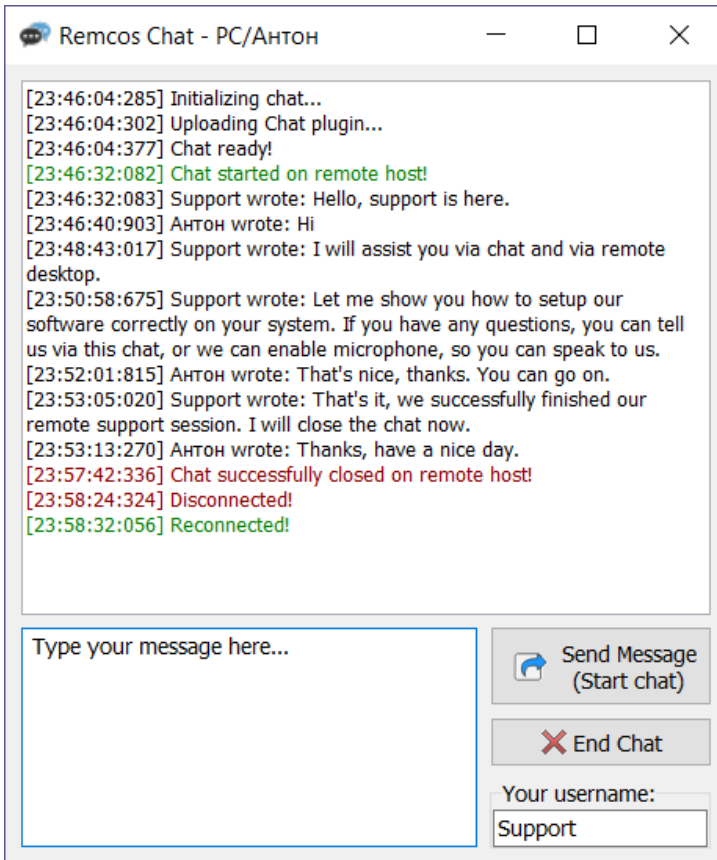 Remcos Chat - PC/Антон
[23:46:04:285] Initializing chat...
[23:46:04:302] Uploading Chat plugin...
[23:46:04:377] Chat ready!
[23:46:32:082] Chat started on remote host!
[23:46:32:083] Support wrote: Hello, support is here.
[23:46:40:903] Антон wrote: Hi
[23:48:43:017] Support wrote: I will assist you via chat and via remote
desktop.
[23:50:58:675] Support wrote: Let me show you how to setup our
software correctly on your system. If you have any questions, you can tell
us via this chat, or we can enable microphone, so you can speak to us.
[23:52:01:815] Антон wrote: That's nice, thanks. You can go on.
[23:53:05:020] Support wrote: That's it, we successfully finished our
remote support session. I will close the chat now.
[23:53:13:270] Антон wrote: Thanks, have a nice day.
[23:57:42:336] Chat successfully closed on remote host!
[23:58:24:324] Disconnected!
[23:58:32:056] Reconnected!
Type your message here...
Send Message
(Start chat)
End Chat
Your username:
Support